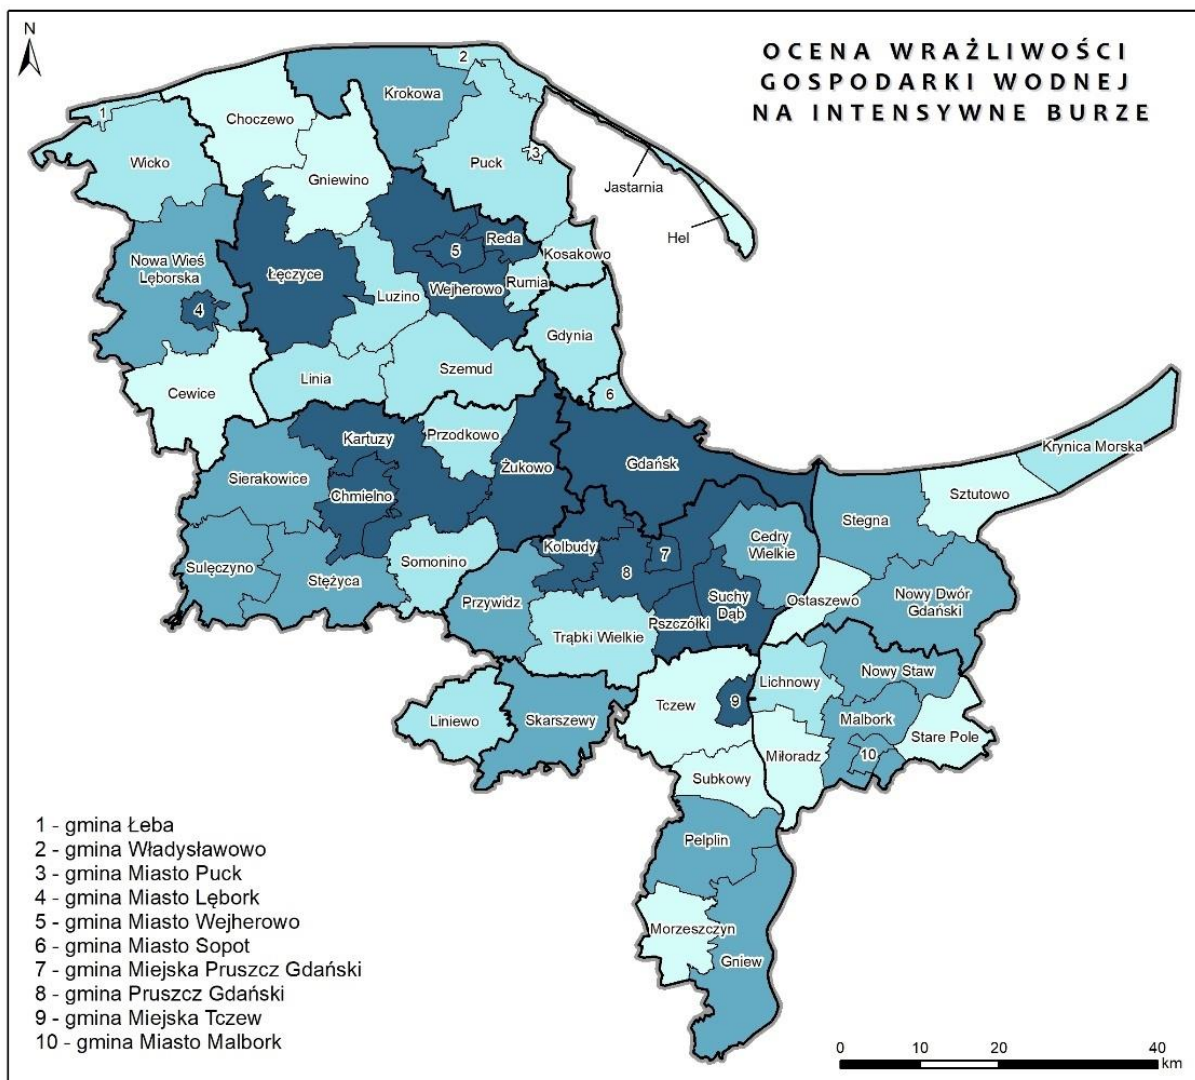 N
OCENA WRAŻLIWOŚCI
GOSPODARKI WODNEJ
NA INTENSYWNE BURZE
2
Krokowa
1
Choczewo
Wicko
Puck
3
Gniewino
Jastarnia
Hel
Reda
5
Kosakowo
Nowa Wieś
Lęborska
Łęczyce
Rumia
Wejherowo
Luzino
4
Gdynia
Szemud
Linia
Cewice
6
Kartuzy
Przodkowo
Krynica Morska
Gdańsk
Żukowo
Sierakowice
Chmielno
Sztutowo
Stegna
Cedry
Wielkie
Kolbudy
7
Somonino
Sulęczyno
8
Stężyca
Nowy Dwór
Gdański
Suchy
Dąb
Przywidz
Ostaszewo
Pszczółki
Trąbki Wielkie
Nowy Staw
Lichnowy
Tczew
9
Liniewo
Skarszewy
Malbork
Stare Pole
10
Miłoradz
Subkowy
Pelplin
Morzeszczyn
Gniew
1 - gmina Łeba
2 - gmina Władysławowo
3 - gmina Miasto Puck
4 - gmina Miasto Lębork
5 - gmina Miasto Wejherowo
6 - gmina Miasto Sopot
7 - gmina Miejska Pruszcz Gdański
8 - gmina Pruszcz Gdański
9 - gmina Miejska Tczew
10 - gmina Miasto Malbork
0 10 20 40
km